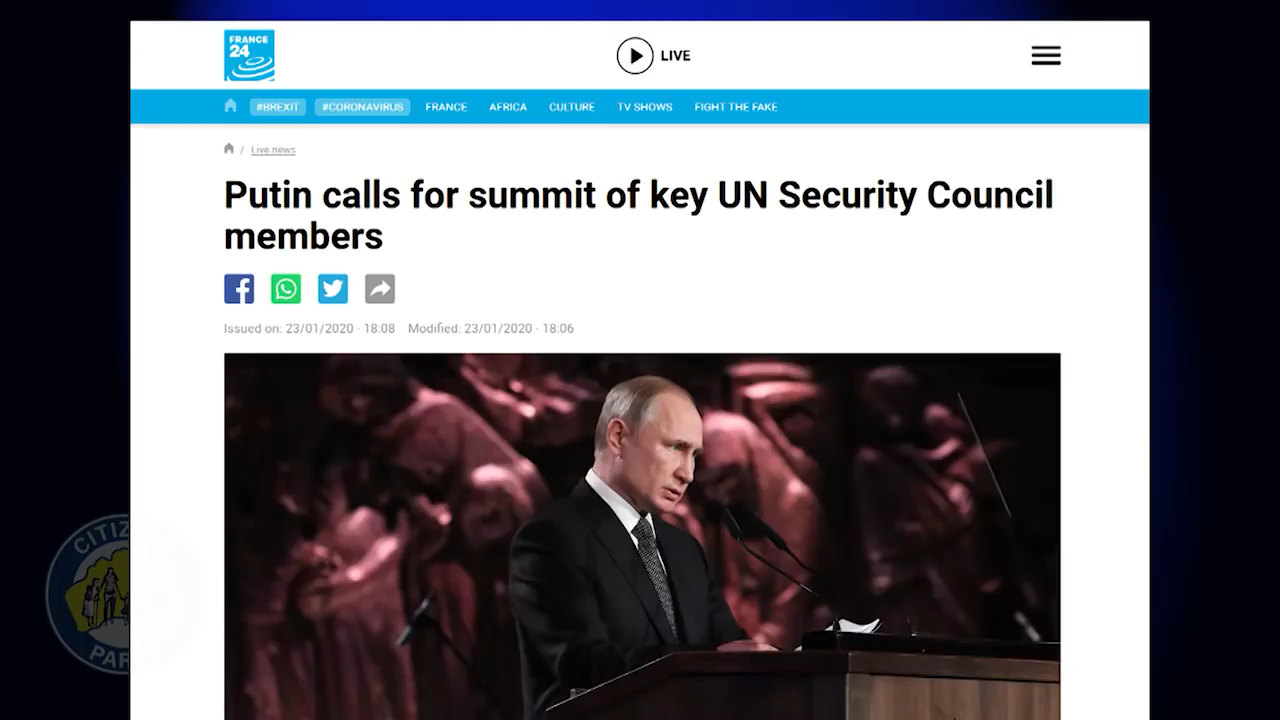 FRANCE
24
LIVE
#BREXIT #CORONAVIRUS FRANCE AFRICA CULTURE TV SHOWS FIGHT THE FAKE
/ Live news
Putin calls for summit of key UN Security Council
members
Issued on: 23/01/2020 - 18:08 Modified: 23/01/2020 - 18:06